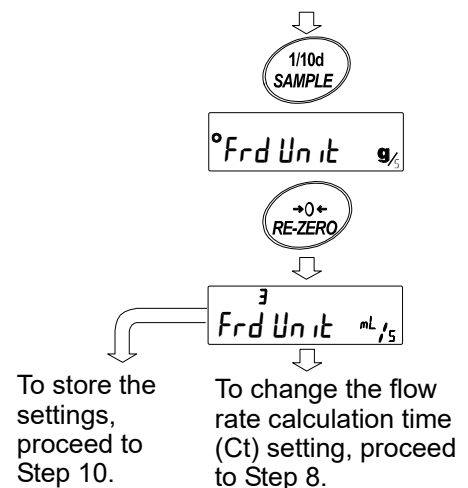 1/10d
SAMPLE
Frd Unit g/s
→0←
RE-ZERO
3
Frd Unit mL/s
To store the
settings,
proceed to
Step 10.
To change the flow
rate calculation time
(Ct) setting, proceed
to Step 8.